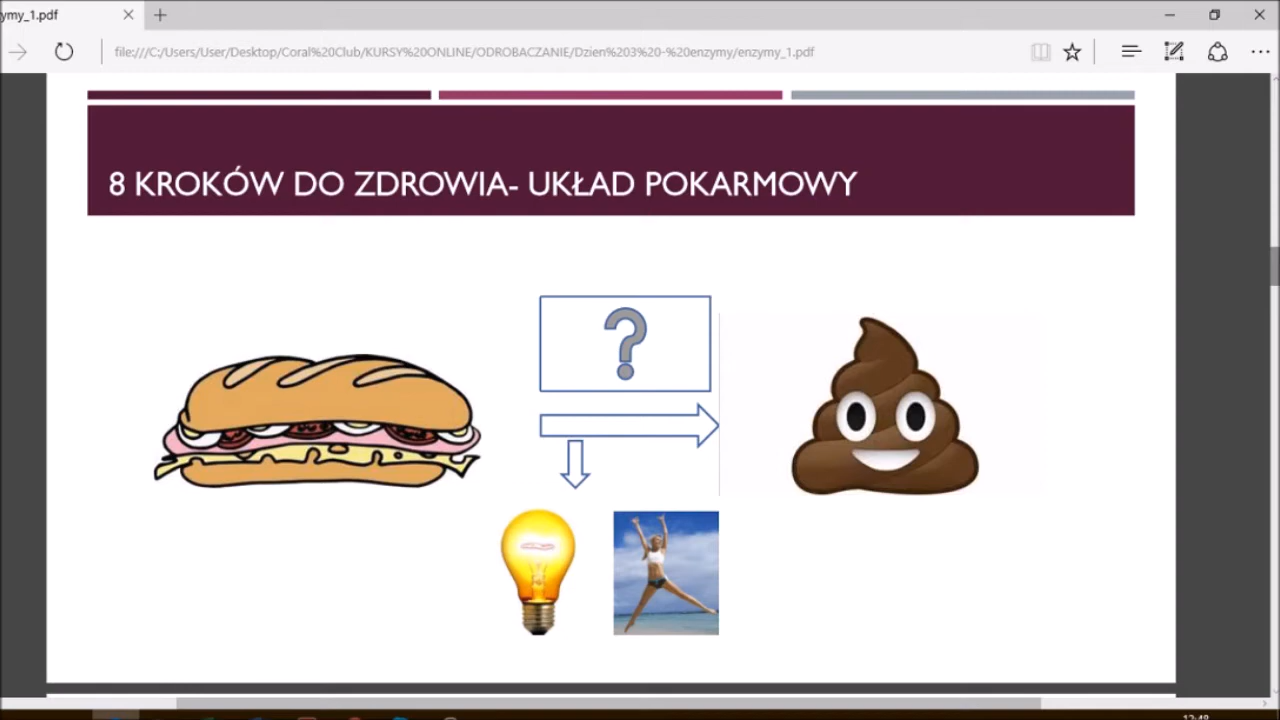 ymy_1.pdf
file:///C:/Users/User/Desktop/Coral%20Club/KURSY%20ONLINE/ODROBACZANIE/Dzien%203%20-%20enzymy/enzymy_1.pdf
8 KROKÓW DO ZDROWIA- UKŁAD POKARMOWY
?